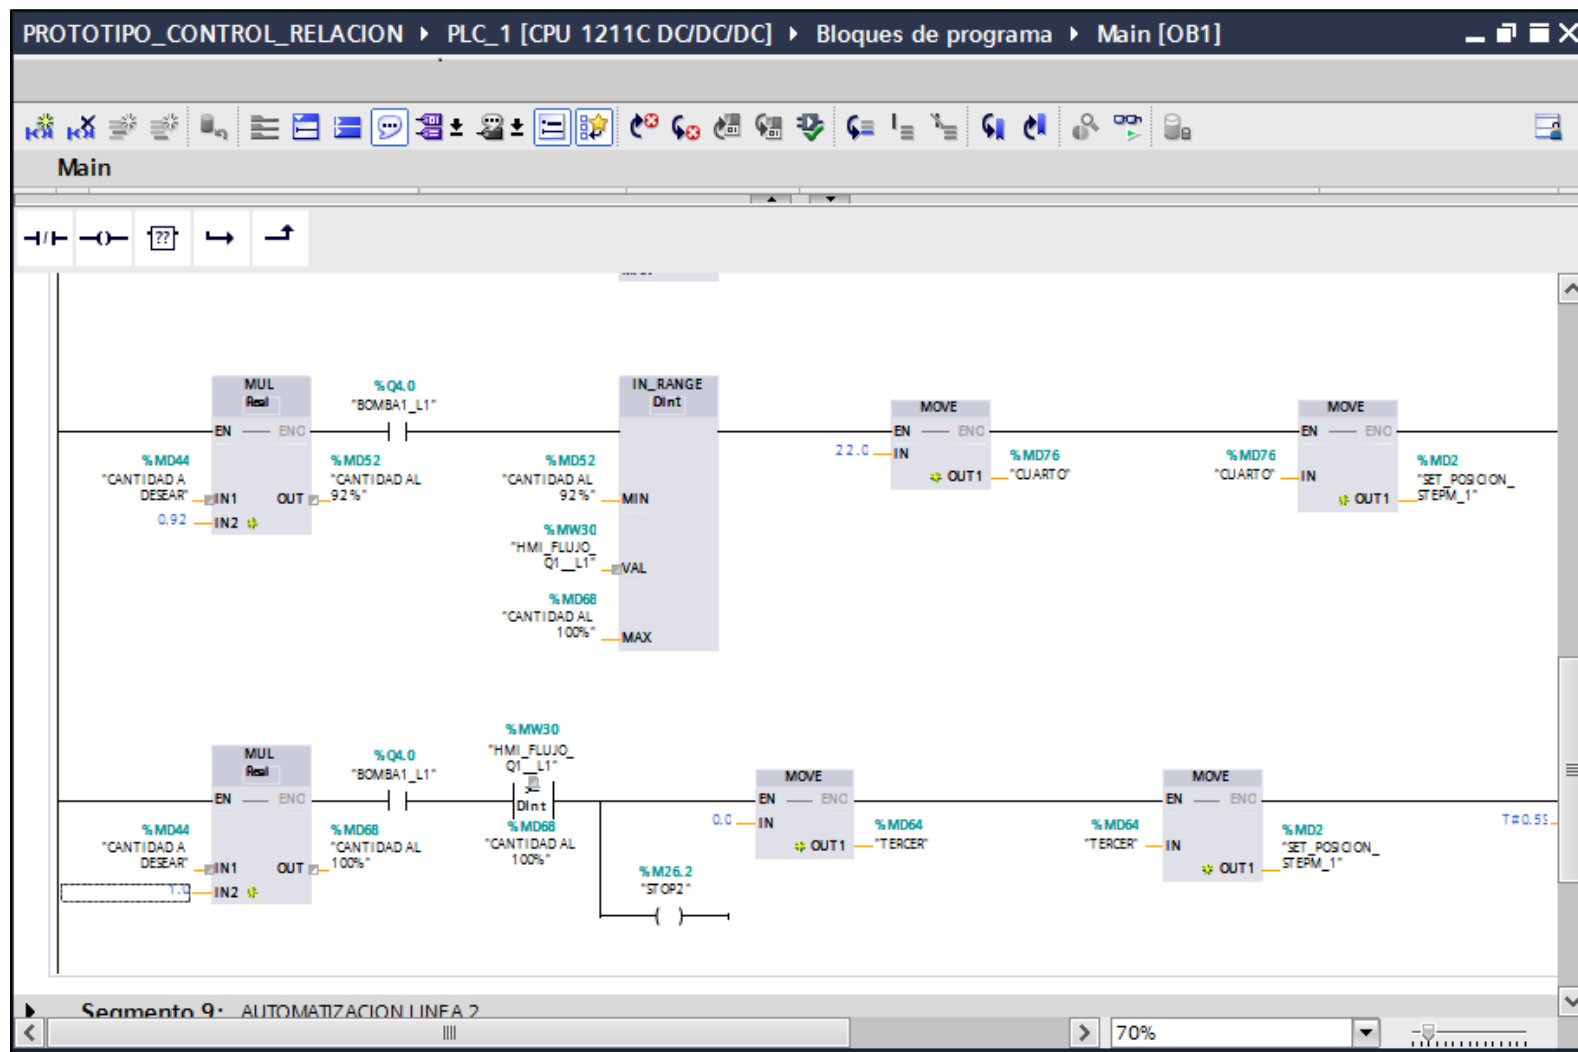 PROTOTIPO_CONTROL_RELACION ▸ PLC_1 [CPU 1211C DC/DC/DC] ▸ Bloques de programa ▸ Main [OB1]
Main
??
MUL
Real
EN ENO
%MD44
"CANTIDAD A
DESEAR"
IN1
0.92
IN2
OUT
%MD52
"CANTIDAD AL
92%"
%Q4.0
"BOMBA1_L1"
IN_RANGE
DInt
%MD52
"CANTIDAD AL
92%"
MIN
%MW30
"HMI_FLUJO_
Q1__L1"
VAL
%MD68
"CANTIDAD AL
100%"
MAX
MOVE
EN ENO
22.0
IN
OUT1
%MD76
"CUARTO"
MOVE
EN ENO
%MD76
"CUARTO"
IN
OUT1
%MD2
"SET_POSICION_
STEPM_1"
MUL
Real
EN ENO
%MD44
"CANTIDAD A
DESEAR"
IN1
1.0
IN2
OUT
%MD68
"CANTIDAD AL
100%"
%Q4.0
"BOMBA1_L1"
%MW30
"HMI_FLUJO_
Q1__L1"
DInt
%MD68
"CANTIDAD AL
100%"
%M26.2
"STOP2"
MOVE
EN ENO
0.0
IN
OUT1
%MD64
"TERCER"
MOVE
EN ENO
%MD64
"TERCER"
IN
OUT1
%MD2
"SET_POSICION_
STEPM_1"
T#0.5S
Segmento 9: AUTOMATIZACION LINEA 2
70%